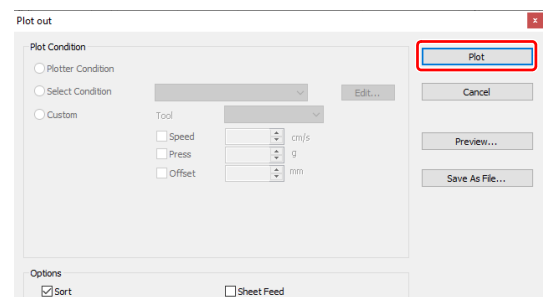 Plot out
x
Plot Condition
Plotter Condition
Select Condition
Edit...
Custom
Tool
Speed
cm/s
Press
g
Offset
mm
Plot
Cancel
Preview...
Save As File...
Options
Sort
Sheet Feed